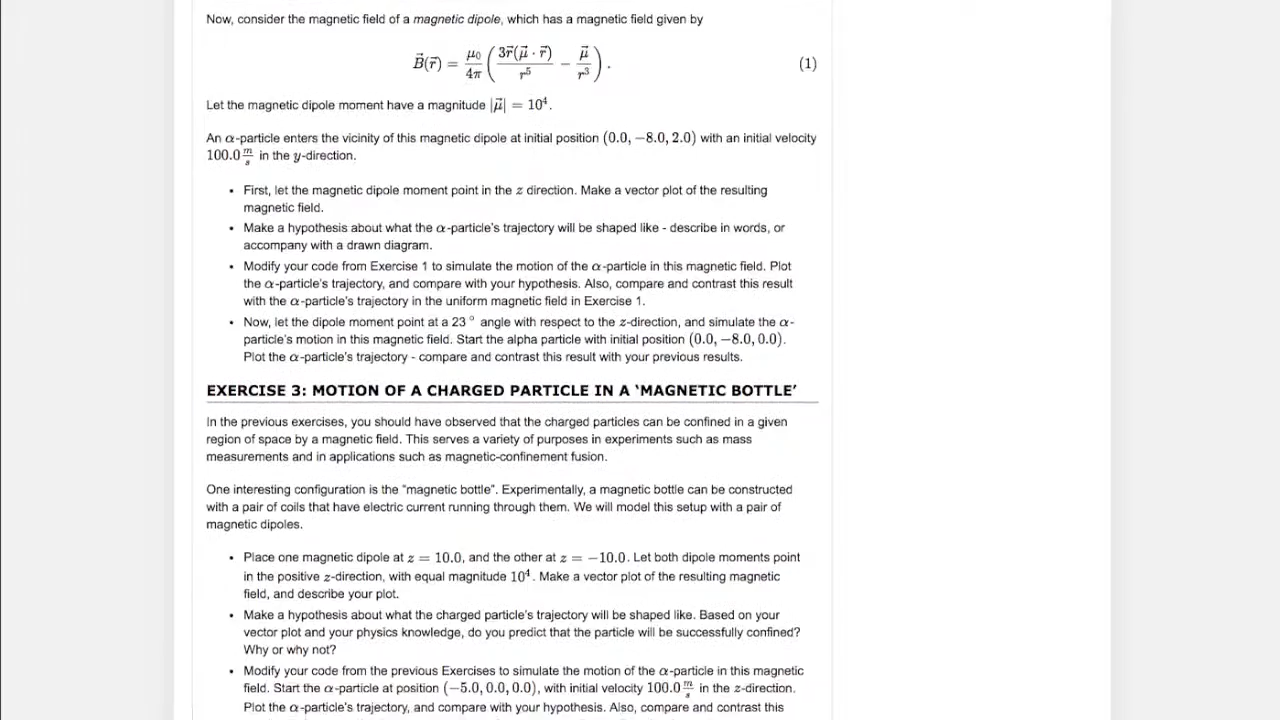 Now, consider the magnetic field of a magnetic dipole, which has a magnetic field given by
B⃗(r⃗) = μ₀/4π ( 3r⃗(μ⃗ · r⃗)/r⁵ − μ⃗/r³ ) . (1)
Let the magnetic dipole moment have a magnitude |μ⃗| = 10⁴.
An α-particle enters the vicinity of this magnetic dipole at initial position (0.0, −8.0, 2.0) with an initial velocity
100.0 m/s in the y-direction.
• First, let the magnetic dipole moment point in the z direction. Make a vector plot of the resulting
magnetic field.
• Make a hypothesis about what the α-particle's trajectory will be shaped like - describe in words, or
accompany with a drawn diagram.
• Modify your code from Exercise 1 to simulate the motion of the α-particle in this magnetic field. Plot
the α-particle's trajectory, and compare with your hypothesis. Also, compare and contrast this result
with the α-particle's trajectory in the uniform magnetic field in Exercise 1.
• Now, let the dipole moment point at a 23 ° angle with respect to the z-direction, and simulate the α-
particle's motion in this magnetic field. Start the alpha particle with initial position (0.0, −8.0, 0.0).
Plot the α-particle's trajectory - compare and contrast this result with your previous results.
EXERCISE 3: MOTION OF A CHARGED PARTICLE IN A 'MAGNETIC BOTTLE'
In the previous exercises, you should have observed that the charged particles can be confined in a given
region of space by a magnetic field. This serves a variety of purposes in experiments such as mass
measurements and in applications such as magnetic-confinement fusion.
One interesting configuration is the "magnetic bottle". Experimentally, a magnetic bottle can be constructed
with a pair of coils that have electric current running through them. We will model this setup with a pair of
magnetic dipoles.
• Place one magnetic dipole at z = 10.0, and the other at z = −10.0. Let both dipole moments point
in the positive z-direction, with equal magnitude 10⁴. Make a vector plot of the resulting magnetic
field, and describe your plot.
• Make a hypothesis about what the charged particle's trajectory will be shaped like. Based on your
vector plot and your physics knowledge, do you predict that the particle will be successfully confined?
Why or why not?
• Modify your code from the previous Exercises to simulate the motion of the α-particle in this magnetic
field. Start the α-particle at position (−5.0, 0.0, 0.0), with initial velocity 100.0 m/s in the z-direction.
Plot the α-particle's trajectory, and compare with your hypothesis. Also, compare and contrast this